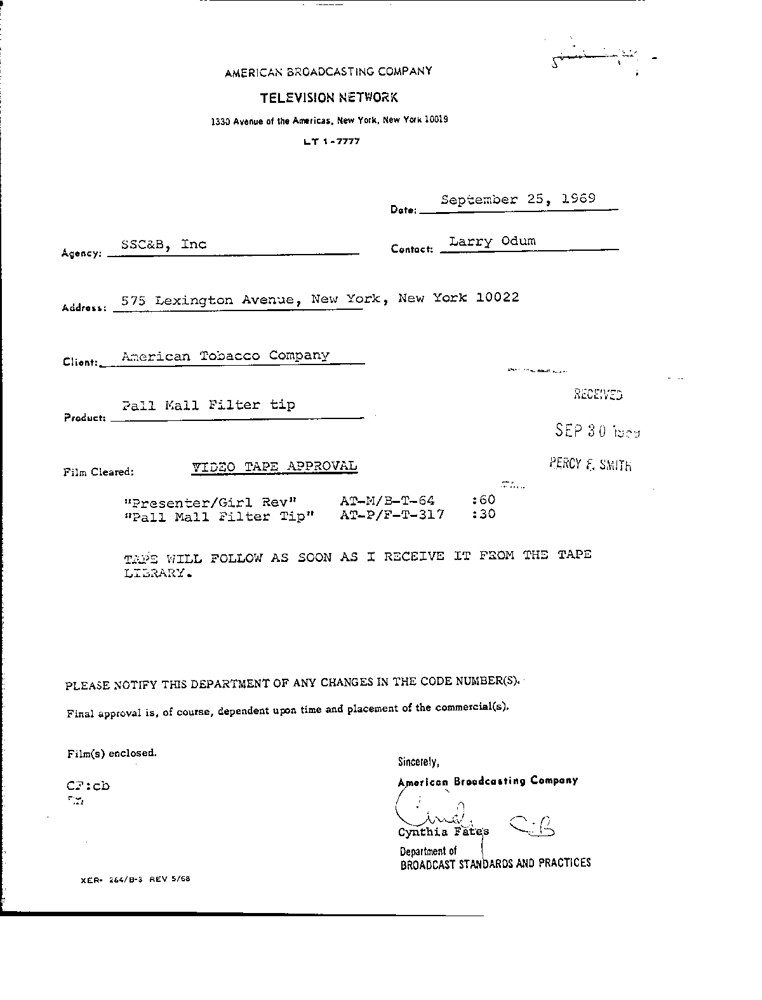 AMERICAN BROADCASTING COMPANY
TELEVISION NETWORK
1330 Avenue of the Americas, New York, New York 10019
LT 1-7777
Date: September 25, 1969
Agency: SSC&B, Inc
Contact: Larry Odum
Address: 575 Lexington Avenue, New York, New York 10022
Client: American Tobacco Company
RECEIVED
Product: Pall Mall Filter tip
SEP 30 1969
Film Cleared: VIDEO TAPE APPROVAL
PERCY E. SMITH
"Presenter/Girl Rev" AT-M/B-T-64 :60
"Pall Mall Filter Tip" AT-P/F-T-317 :30
TAPE WILL FOLLOW AS SOON AS I RECEIVE IT FROM THE TAPE
LIBRARY.
PLEASE NOTIFY THIS DEPARTMENT OF ANY CHANGES IN THE CODE NUMBER(S).
Final approval is, of course, dependent upon time and placement of the commercial(s).
Film(s) enclosed.
Sincerely,
CF:cb
American Broadcasting Company
Cynthia Fates
Department of
BROADCAST STANDARDS AND PRACTICES
XER- 264/B-3 REV 5/68